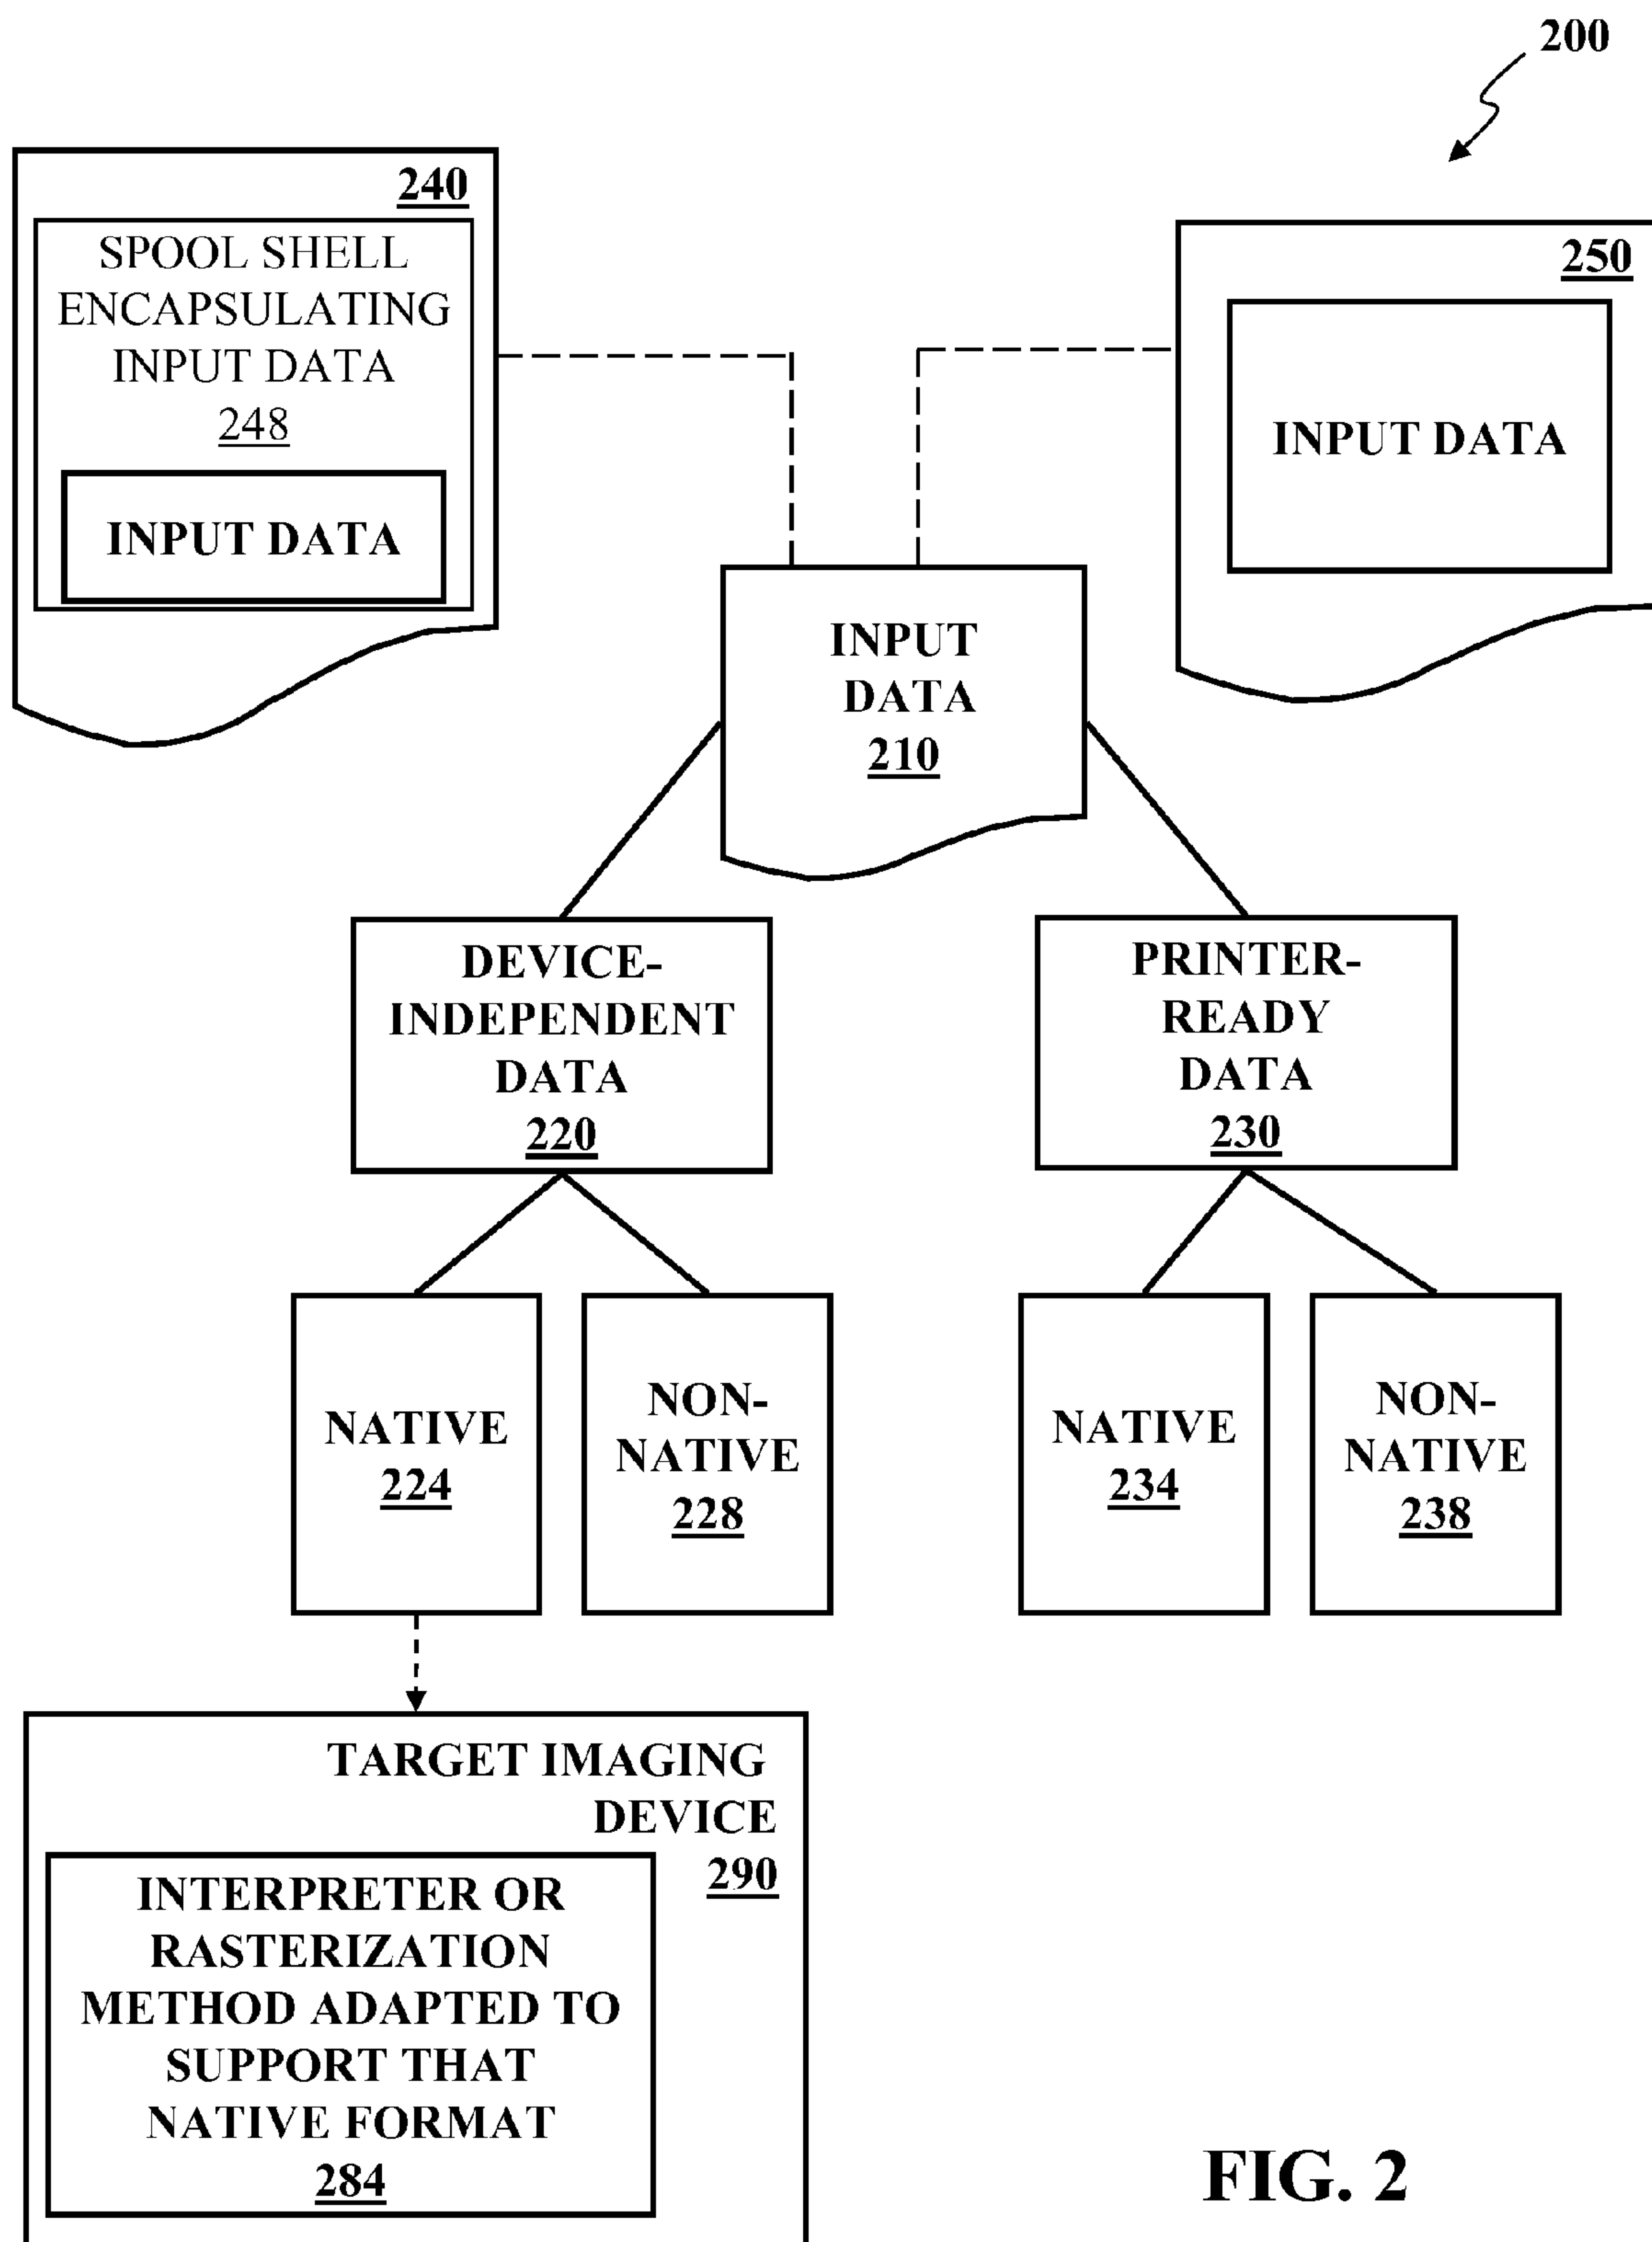 200
240
SPOOL SHELL
ENCAPSULATING
INPUT DATA
248
INPUT DATA
250
INPUT DATA
INPUT
DATA
210
DEVICE-
INDEPENDENT
DATA
220
PRINTER-
READY
DATA
230
NATIVE
224
NON-
NATIVE
228
NATIVE
234
NON-
NATIVE
238
TARGET IMAGING
DEVICE
290
INTERPRETER OR
RASTERIZATION
METHOD ADAPTED TO
SUPPORT THAT
NATIVE FORMAT
284
FIG. 2